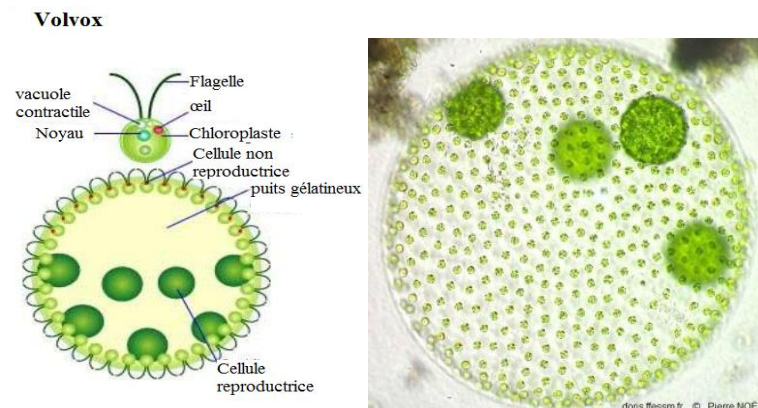 Volvox
Flagelle
vacuole
contractile
œil
Noyau
Chloroplaste
Cellule non
reproductrice
puits gélatineux
Cellule
reproductrice
doris.ffessm.fr © Pierre NOË